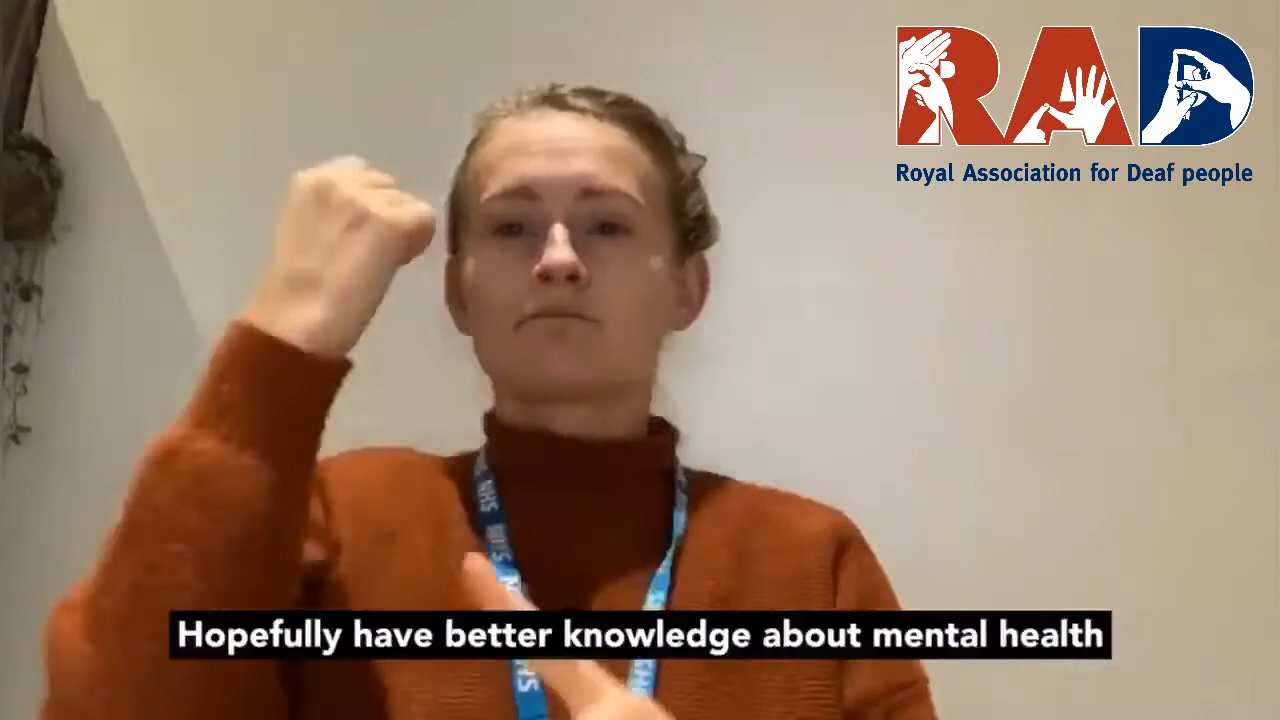 RAD
Royal Association for Deaf people
NHS
NHS
Hopefully have better knowledge about mental health